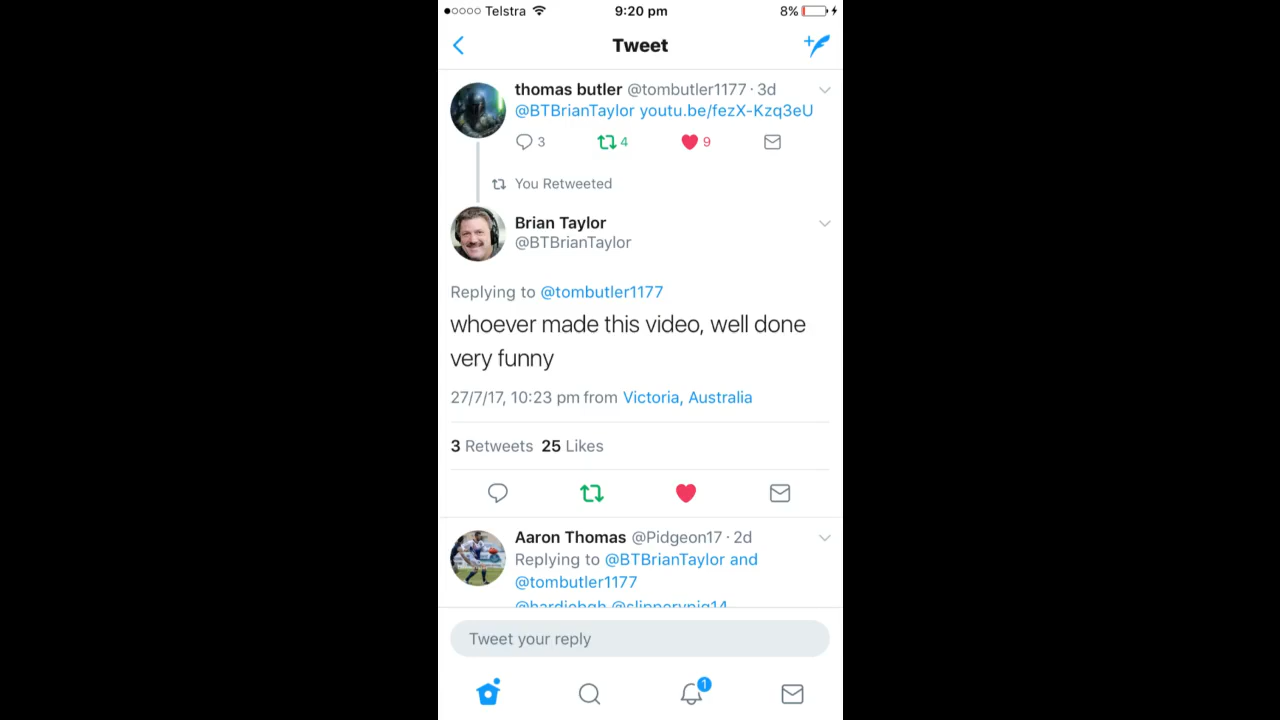 Telstra 9:20 pm 8%
Tweet
thomas butler @tombutler1177 · 3d
@BTBrianTaylor youtu.be/fezX-Kzq3eU
3 4 9
You Retweeted
Brian Taylor
@BTBrianTaylor
Replying to @tombutler1177
whoever made this video, well done
very funny
27/7/17, 10:23 pm from Victoria, Australia
3 Retweets 25 Likes
Aaron Thomas @Pidgeon17 · 2d
Replying to @BTBrianTaylor and
@tombutler1177
@hardiebgh @slipperypig14
Tweet your reply
1